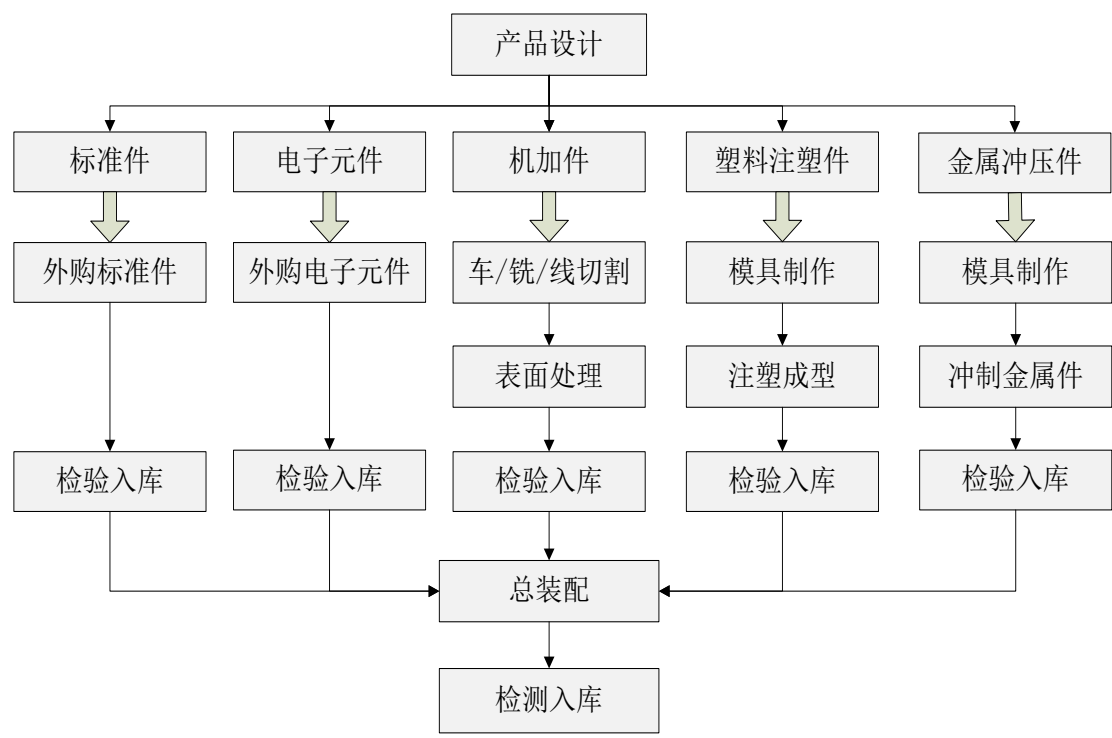 产品设计
标准件
电子元件
机加件
塑料注塑件
金属冲压件
外购标准件
外购电子元件
车/铣/线切割
模具制作
模具制作
表面处理
注塑成型
冲制金属件
检验入库
检验入库
检验入库
检验入库
检验入库
总装配
检测入库